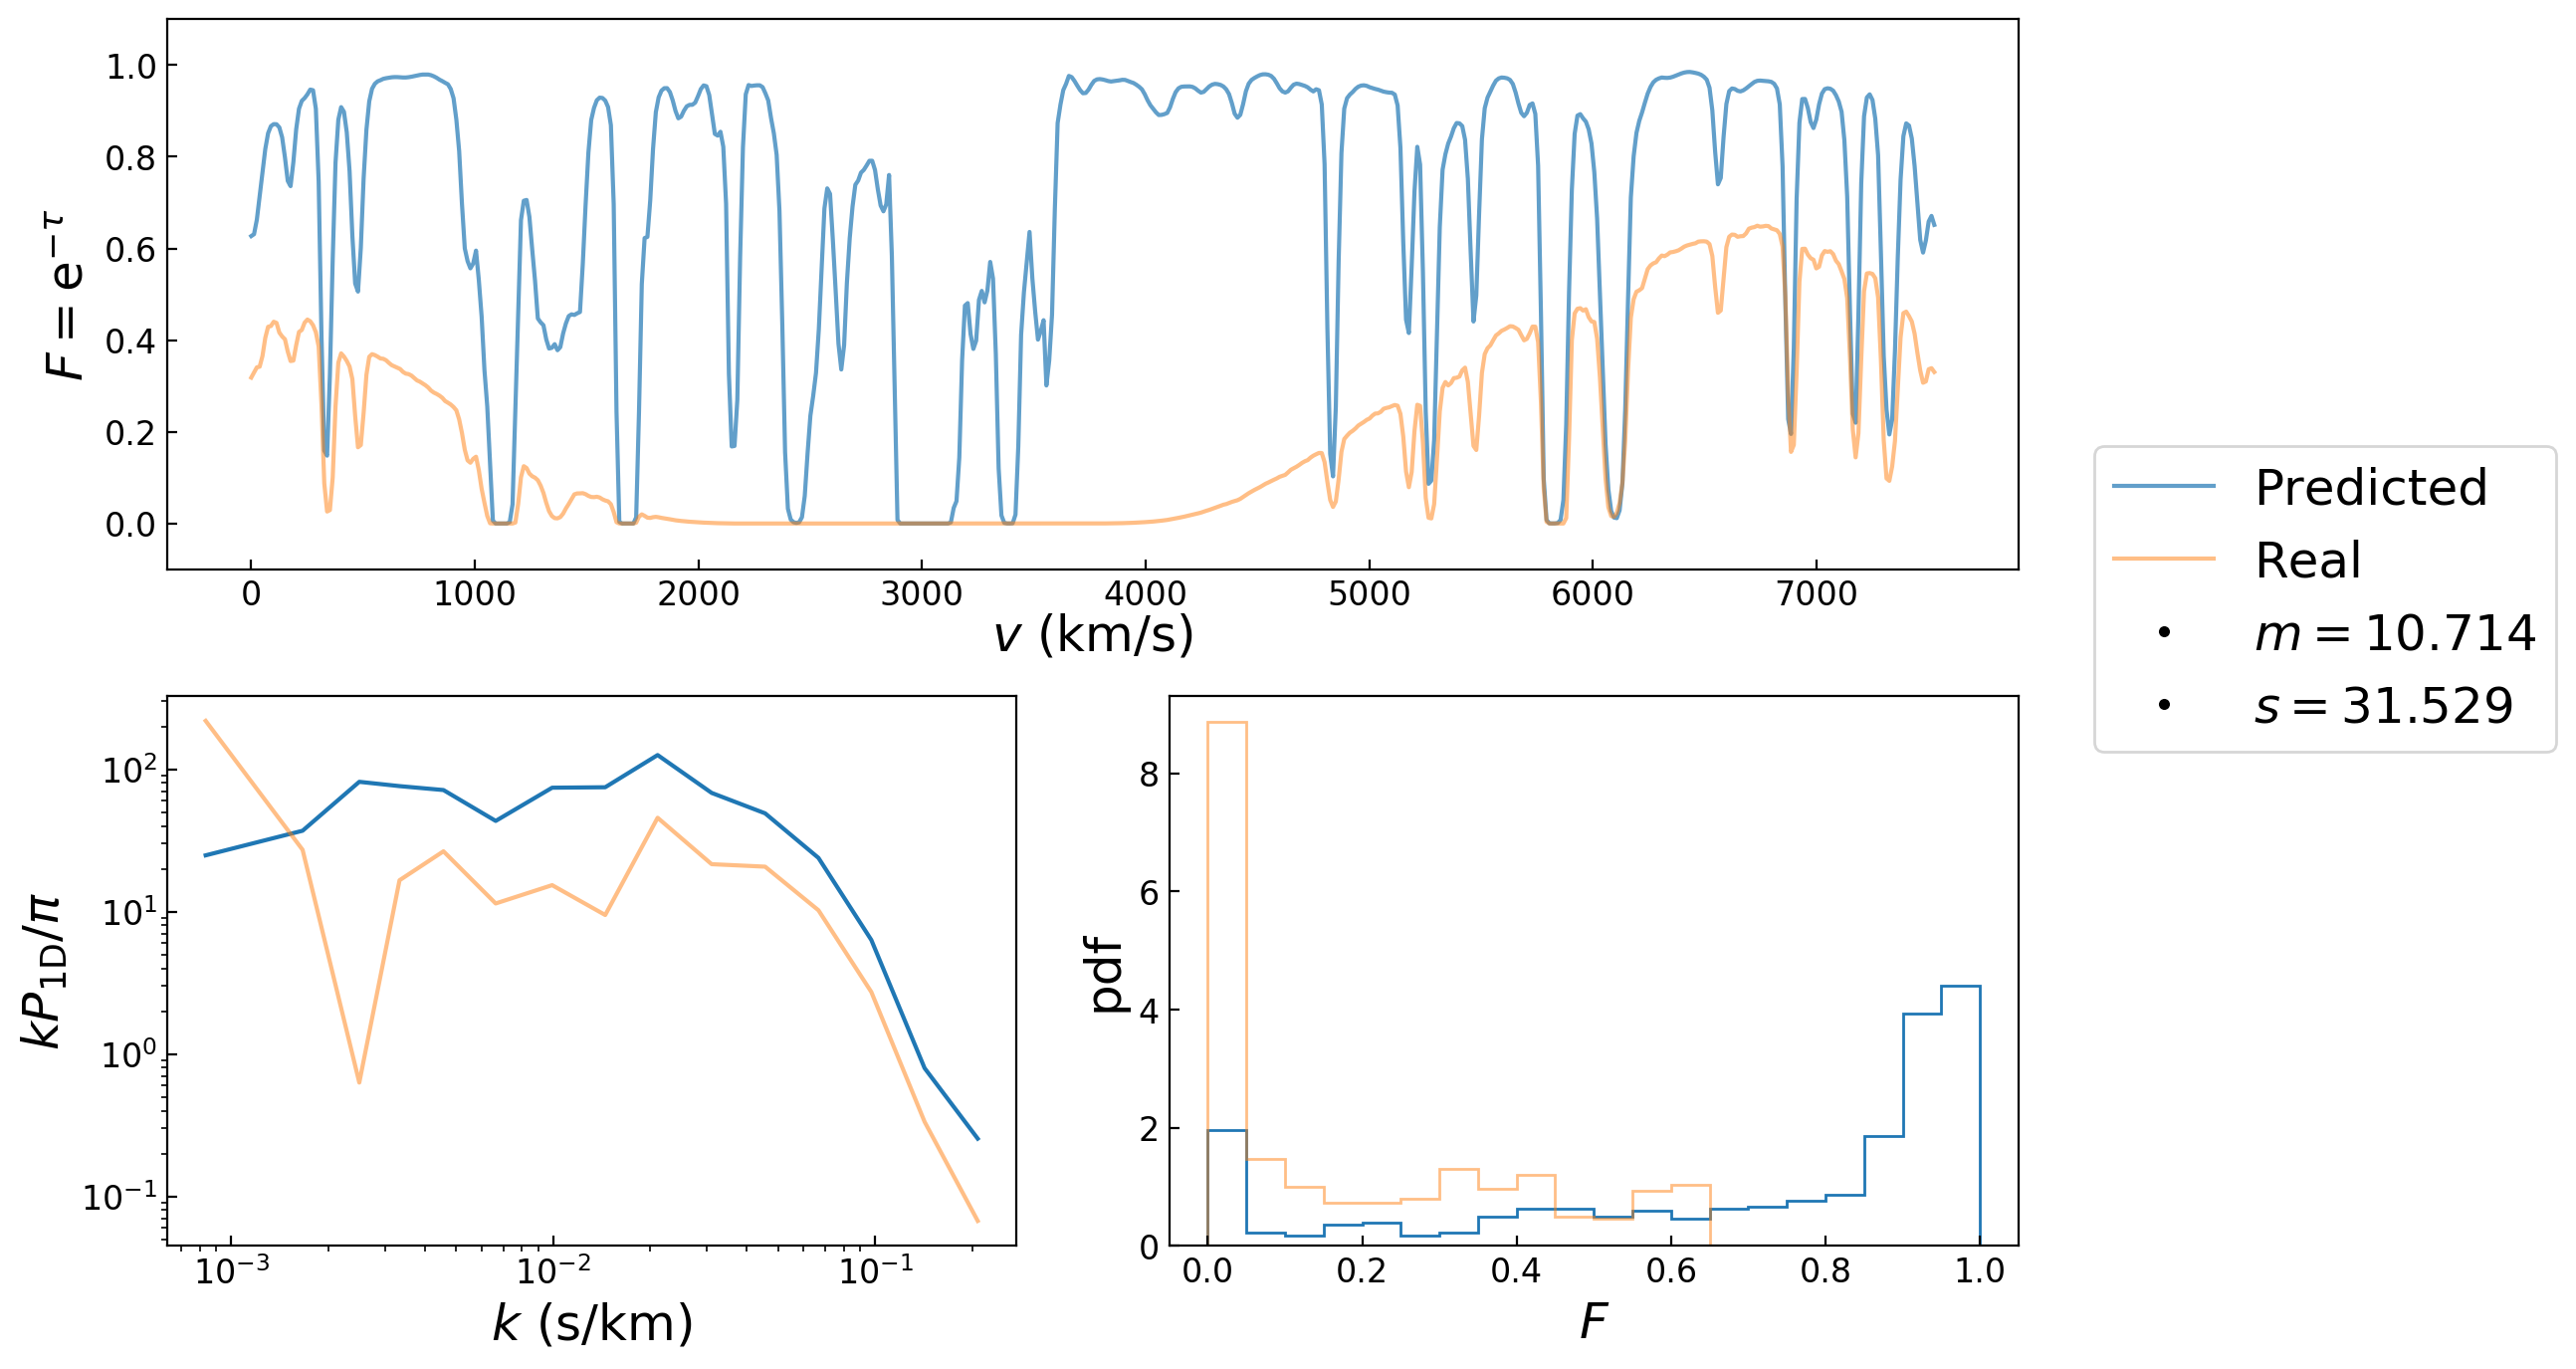 1.0
0.8
0.6
0.4
0.2
0.0
F = e^{-τ}
0 1000 2000 3000 4000 5000 6000 7000
v (km/s)
Predicted
Real
m = 10.714
s = 31.529
10^2
10^1
10^0
10^{-1}
kP_{1D}/π
10^{-3} 10^{-2} 10^{-1}
k (s/km)
8
6
4
2
0
pdf
0.0 0.2 0.4 0.6 0.8 1.0
F